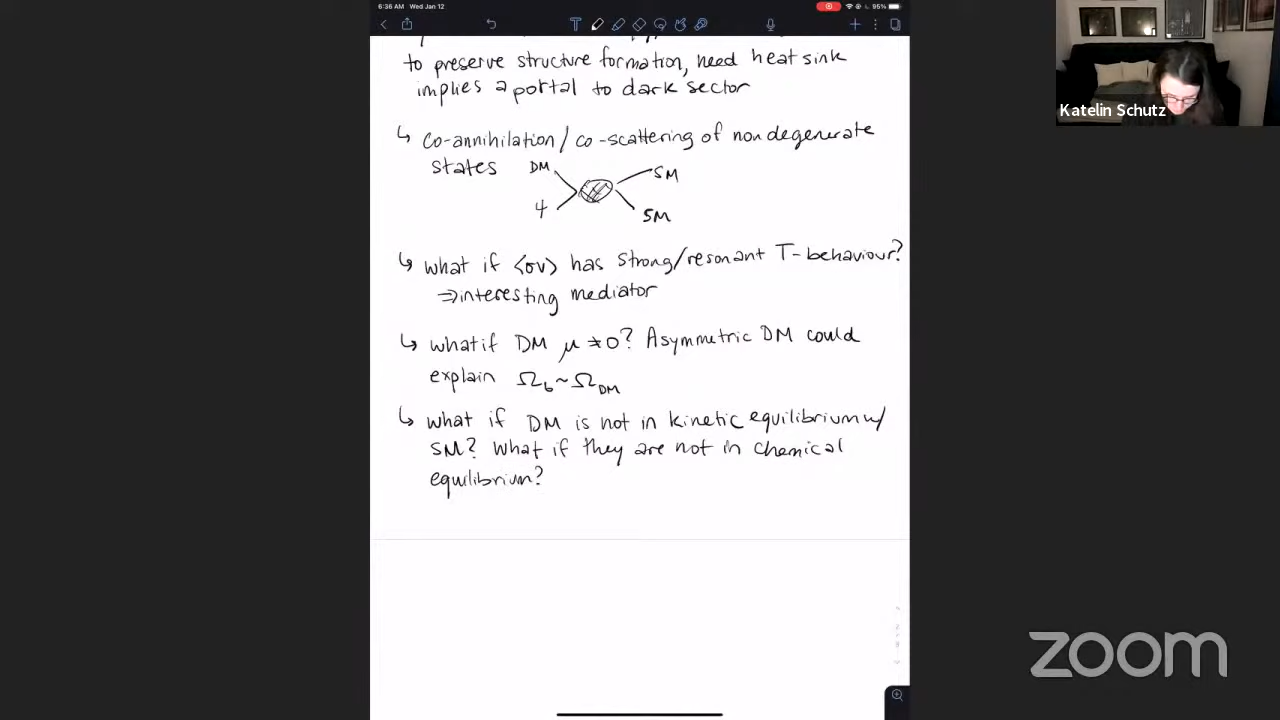 6:36 AM Wed Jan 12
95%
to preserve structure formation, need heat sink
implies a portal to dark sector
↳ co-annihilation / co-scattering of nondegenerate
states
DM
SM
ψ
SM
↳ what if ⟨σv⟩ has strong/resonant T-behaviour?
⇒ interesting mediator
↳ what if DM μ≠0? Asymmetric DM could
explain Ω_b ~ Ω_DM
↳ what if DM is not in kinetic equilibrium w/
SM? What if they are not in chemical
equilibrium?
Katelin Schutz
zoom